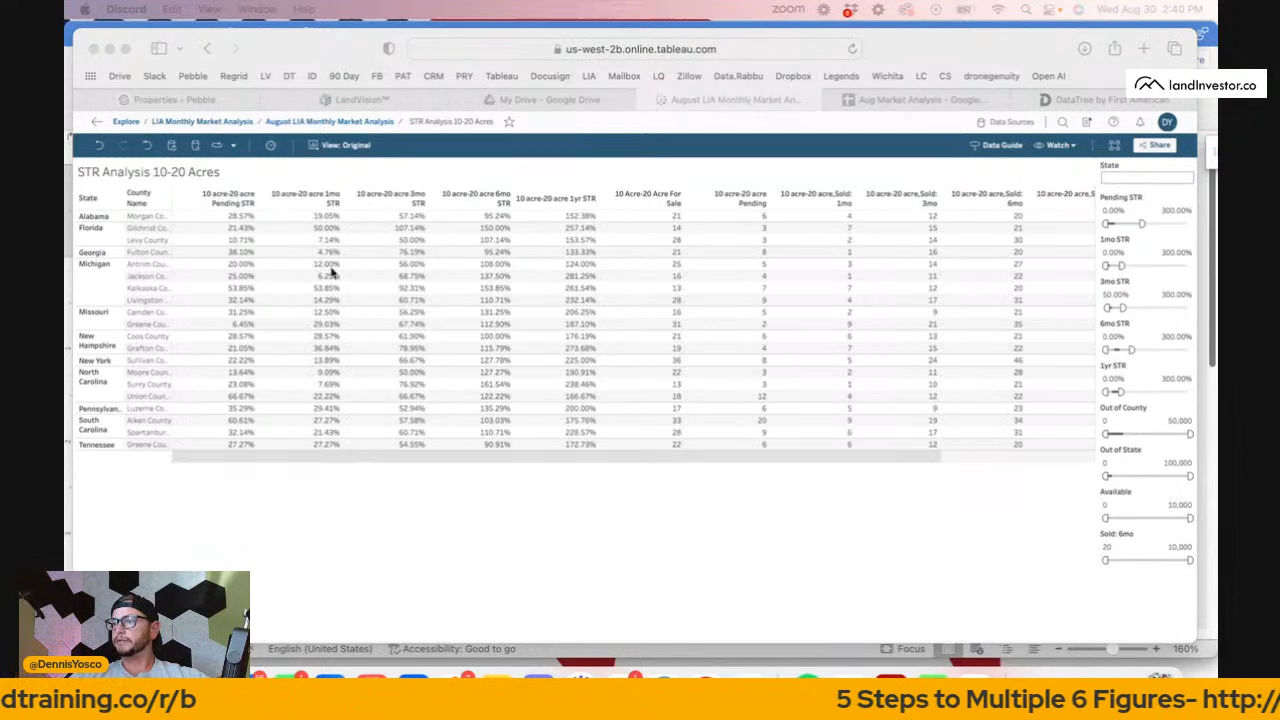 Discord Edit View Window Help
zoom Wed Aug 30 2:40 PM
us-west-2b.online.tableau.com
Drive Slack Pebble Regrid LV DT ID 90 Day FB PAT CRM PRY Tableau Docusign LIA Mailbox LQ Zillow Data.Rabbu Dropbox Legends Wichita LC CS dronegenuity Open AI
landInvestor.co
Properties - Pebble LandVision™ My Drive - Google Drive August LIA Monthly Market An... Aug Market Analysis - Google... DataTree by First American
Explore / LIA Monthly Market Analysis / August LIA Monthly Market Analysis / STR Analysis 10-20 Acres Data Sources DY
View: Original Data Guide Watch Share
STR Analysis 10-20 Acres
State County Name 10 acre-20 acre Pending STR 10 acre-20 acre 1mo STR 10 acre-20 acre 3mo STR 10 acre-20 acre 6mo STR 10 acre-20 acre 1yr STR 10 Acre-20 Acre For Sale 10 acre-20 acre Pending 10 acre-20 acre,Sold: 1mo 10 acre-20 acre,Sold: 3mo 10 acre-20 acre,Sold: 6mo 10 acre-20 acre,S
Alabama Morgan Co.. 28.57% 19.05% 57.14% 95.24% 152.38% 21 6 4 12 20
Florida Gilchrist Co.. 21.43% 50.00% 107.14% 150.00% 257.14% 14 3 7 15 21
Levy County 10.71% 7.14% 50.00% 107.14% 153.57% 28 3 2 14 30
Georgia Fulton Coun.. 38.10% 4.76% 76.19% 95.24% 133.33% 21 8 1 16 20
Michigan Antrim Cou.. 20.00% 12.00% 56.00% 108.00% 124.00% 25 5 3 14 27
Jackson Co.. 25.00% 6.25% 68.75% 137.50% 281.25% 16 4 1 11 22
Kalkaska Co.. 53.85% 53.85% 92.31% 153.85% 261.54% 13 7 7 12 20
Livingston .. 32.14% 14.29% 60.71% 110.71% 232.14% 28 9 4 17 31
Missouri Camden Co.. 31.25% 12.50% 56.25% 131.25% 206.25% 16 5 2 9 21
Greene Cou.. 6.45% 29.03% 67.74% 112.90% 187.10% 31 2 9 21 35
New Hampshire Coos County 28.57% 28.57% 61.90% 100.00% 176.19% 21 6 6 13 21
Grafton Co.. 21.05% 36.84% 78.95% 115.79% 273.68% 19 4 7 15 22
New York Sullivan Co.. 22.22% 13.89% 66.67% 127.78% 225.00% 36 8 5 24 46
North Carolina Moore Coun.. 13.64% 9.09% 50.00% 127.27% 190.91% 22 3 2 11 28
Surry County 23.08% 7.69% 76.92% 161.54% 238.46% 13 3 1 10 21
Union Coun.. 66.67% 22.22% 66.67% 122.22% 166.67% 18 12 4 12 22
Pennsylvan.. Luzerne Co.. 35.29% 29.41% 52.94% 135.29% 200.00% 17 6 5 9 23
South Carolina Aiken County 60.61% 27.27% 57.58% 103.03% 175.76% 33 20 9 19 34
Spartanbur.. 32.14% 21.43% 60.71% 110.71% 228.57% 28 9 6 17 31
Tennessee Greene Cou.. 27.27% 27.27% 54.55% 90.91% 172.73% 22 6 6 12 20
State
Pending STR
0.00% 300.00%
1mo STR
0.00% 300.00%
3mo STR
50.00% 300.00%
6mo STR
0.00% 300.00%
1yr STR
0.00% 300.00%
Out of County
0 50,000
Out of State
0 100,000
Available
0 10,000
Sold: 6mo
20 10,000
English (United States) Accessibility: Good to go Focus 160%
@DennisYosco
dtraining.co/r/b 5 Steps to Multiple 6 Figures- http:/